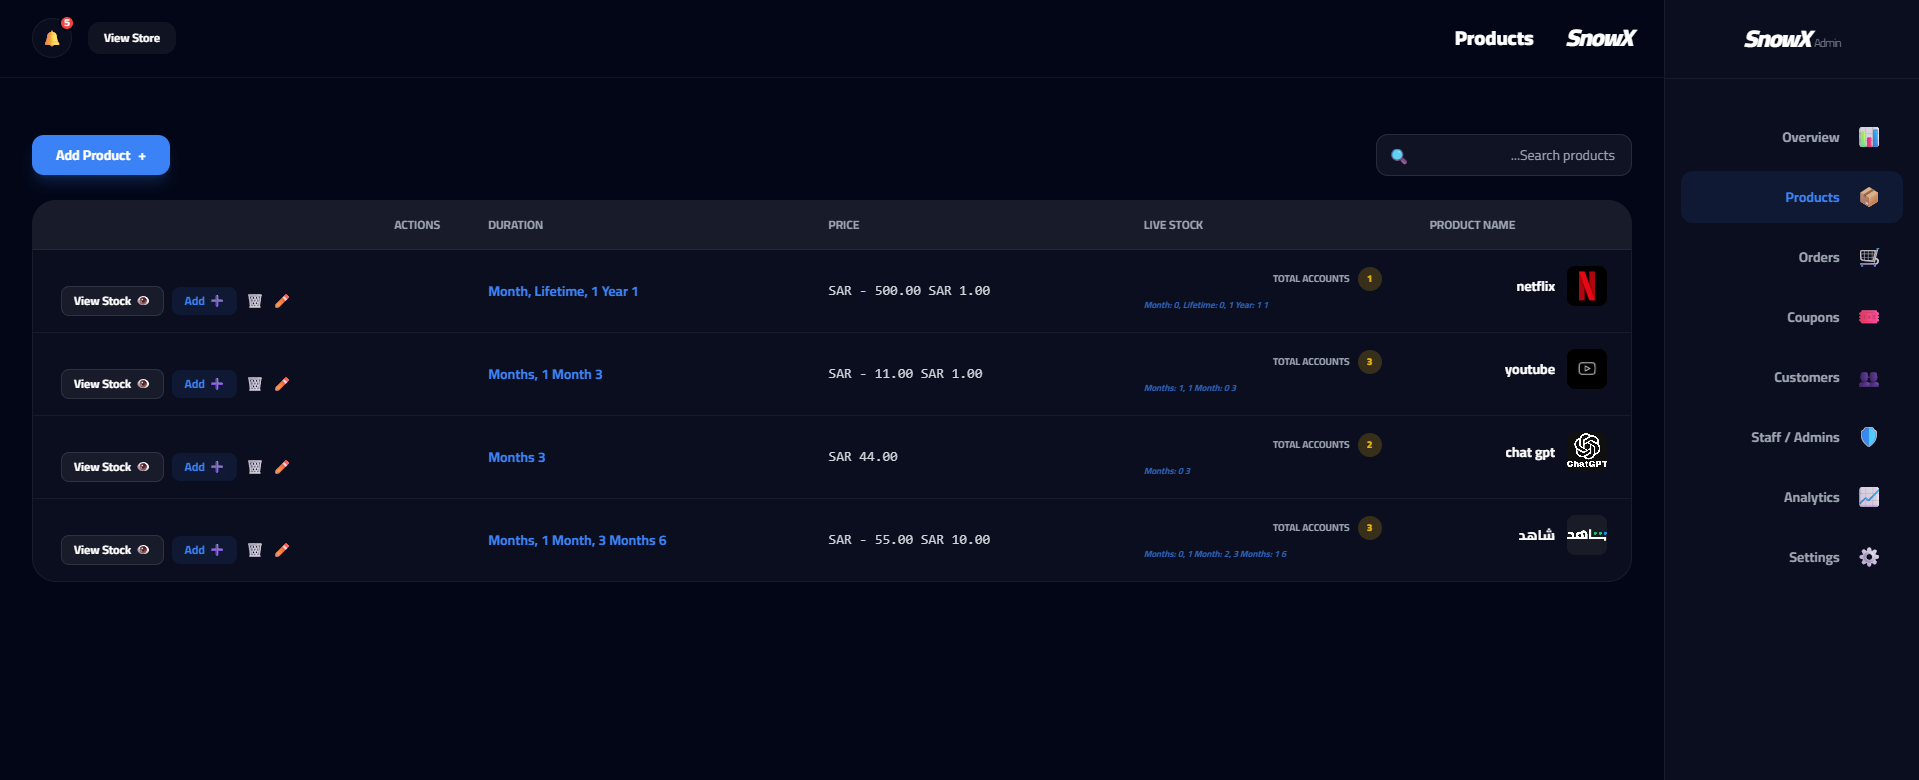 5
View Store
Products
SnowX
SnowX Admin
Add Product +
...Search products
ACTIONS
DURATION
PRICE
LIVE STOCK
PRODUCT NAME
View Stock
Add
Month, Lifetime, 1 Year 1
SAR - 500.00 SAR 1.00
TOTAL ACCOUNTS 1
Month: 0, Lifetime: 0, 1 Year: 1 1
netflix
View Stock
Add
Months, 1 Month 3
SAR - 11.00 SAR 1.00
TOTAL ACCOUNTS 3
Months: 1, 1 Month: 0 3
youtube
View Stock
Add
Months 3
SAR 44.00
TOTAL ACCOUNTS 2
Months: 0 3
chat gpt
ChatGPT
View Stock
Add
Months, 1 Month, 3 Months 6
SAR - 55.00 SAR 10.00
TOTAL ACCOUNTS 3
Months: 0, 1 Month: 2, 3 Months: 1 6
شاهد
شاهد
Overview
Products
Orders
Coupons
Customers
Staff / Admins
Analytics
Settings